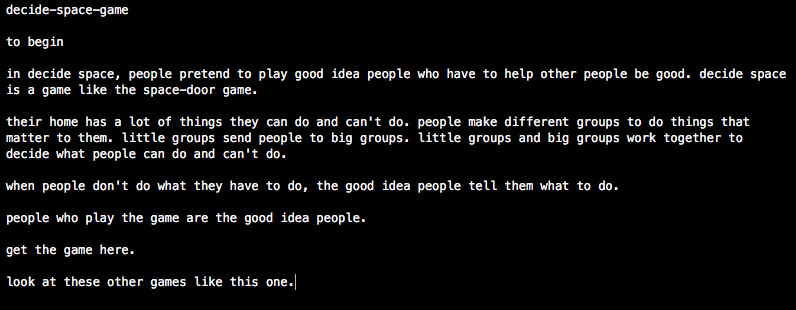 decide-space-game
to begin
in decide space, people pretend to play good idea people who have to help other people be good. decide space
is a game like the space-door game.
their home has a lot of things they can do and can't do. people make different groups to do things that
matter to them. little groups send people to big groups. little groups and big groups work together to
decide what people can do and can't do.
when people don't do what they have to do, the good idea people tell them what to do.
people who play the game are the good idea people.
get the game here.
look at these other games like this one.